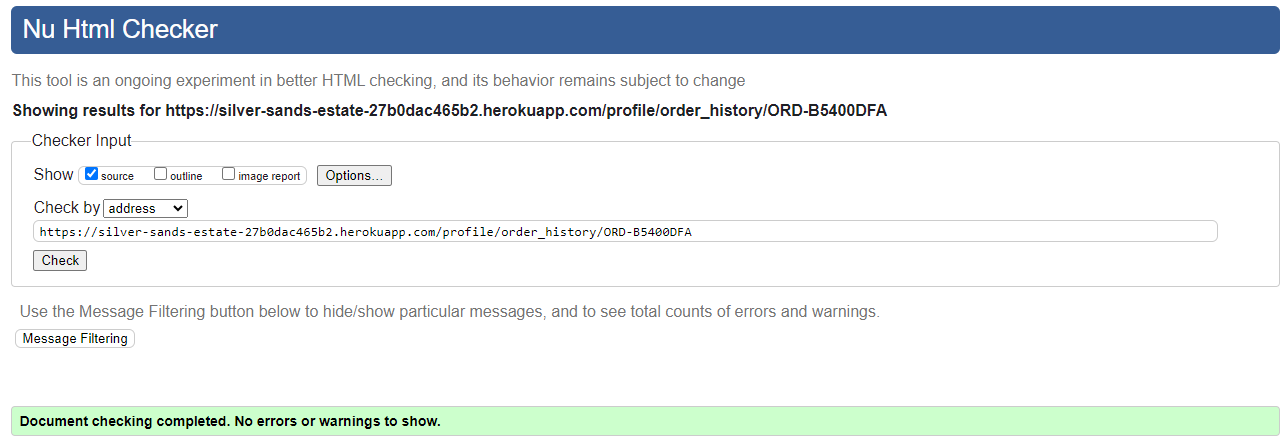 Nu Html Checker
This tool is an ongoing experiment in better HTML checking, and its behavior remains subject to change
Showing results for https://silver-sands-estate-27b0dac465b2.herokuapp.com/profile/order_history/ORD-B5400DFA
Checker Input
Show source outline image report Options...
Check by address
https://silver-sands-estate-27b0dac465b2.herokuapp.com/profile/order_history/ORD-B5400DFA
Check
Use the Message Filtering button below to hide/show particular messages, and to see total counts of errors and warnings.
Message Filtering
Document checking completed. No errors or warnings to show.